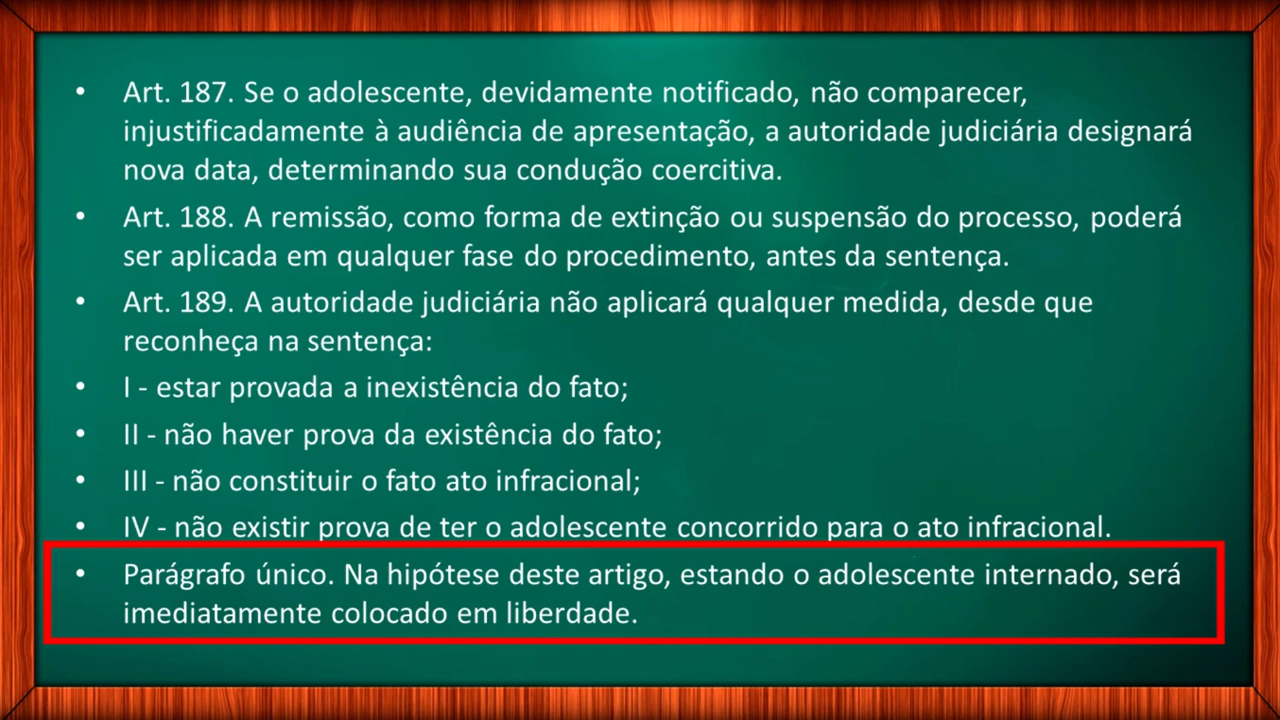 • Art. 187. Se o adolescente, devidamente notificado, não comparecer,
injustificadamente à audiência de apresentação, a autoridade judiciária designará
nova data, determinando sua condução coercitiva.
• Art. 188. A remissão, como forma de extinção ou suspensão do processo, poderá
ser aplicada em qualquer fase do procedimento, antes da sentença.
• Art. 189. A autoridade judiciária não aplicará qualquer medida, desde que
reconheça na sentença:
• I - estar provada a inexistência do fato;
• II - não haver prova da existência do fato;
• III - não constituir o fato ato infracional;
• IV - não existir prova de ter o adolescente concorrido para o ato infracional.
• Parágrafo único. Na hipótese deste artigo, estando o adolescente internado, será
imediatamente colocado em liberdade.